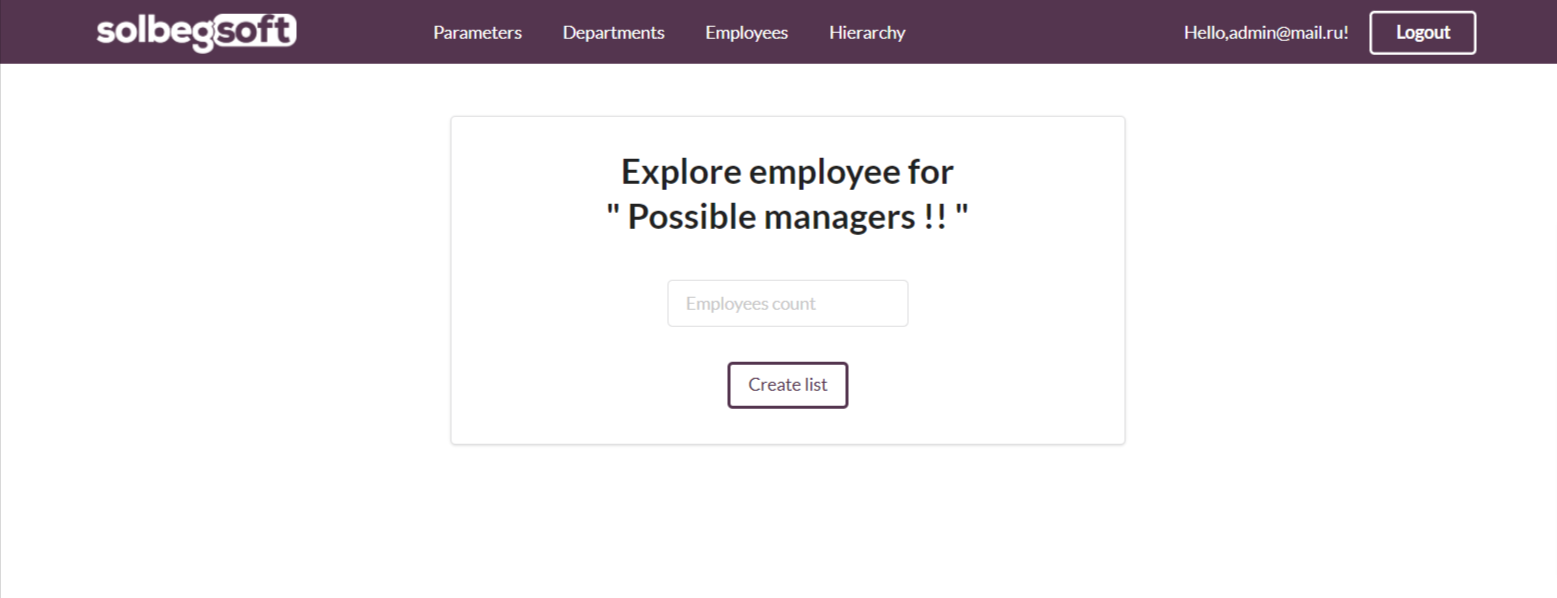 solbegsoft
Parameters Departments Employees Hierarchy Hello,admin@mail.ru! Logout
Explore employee for
" Possible managers !! "
Employees count
Create list